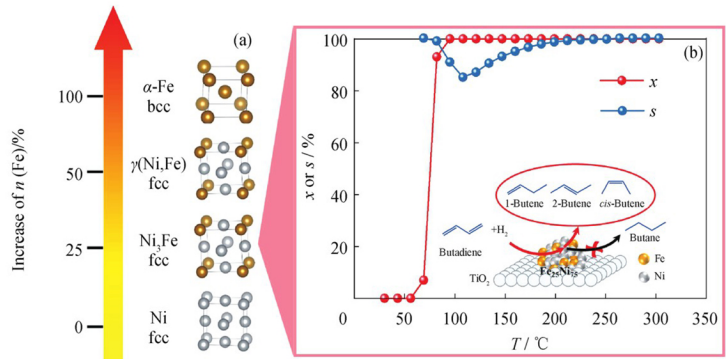 (a)
Increase of n (Fe)/%
100
50
25
0
α-Fe
bcc
γ(Ni,Fe)
fcc
Ni3Fe
fcc
Ni
fcc
(b)
x or s / %
100
80
60
40
20
0
50
100
150
200
250
300
350
T / ℃
x
s
1-Butene 2-Butene cis-Butene
Butadiene
+H2
Butane
Fe25Ni75
TiO2
Fe
Ni